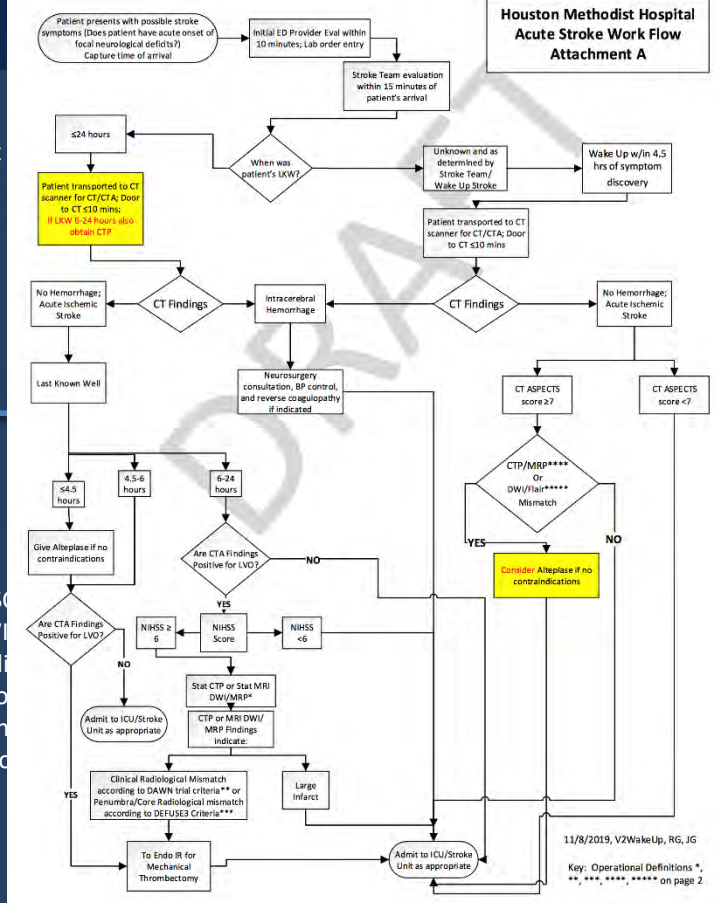 Houston Methodist Hospital
Acute Stroke Work Flow
Attachment A
Patient presents with possible stroke
symptoms (Does patient have acute onset of
focal neurological deficits?)
Capture time of arrival
Initial ED Provider Eval within
10 minutes; Lab order entry
Stroke Team evaluation
within 15 minutes of
patient's arrival
≤24 hours
When was
patient's LKW?
Unknown and as
determined by
Stroke Team/
Wake Up Stroke
Wake Up w/in 4.5
hrs of symptom
discovery
Patient transported to CT
scanner for CT/CTA; Door
to CT ≤10 mins;
If LKW 6-24 hours also
obtain CTP
Patient transported to CT
scanner for CT/CTA; Door
to CT ≤10 mins
No Hemorrhage;
Acute Ischemic
Stroke
CT Findings
Intracerebral
Hemorrhage
CT Findings
No Hemorrhage;
Acute Ischemic
Stroke
Last Known Well
Neurosurgery
consultation, BP control,
and reverse coagulopathy
if indicated
CT ASPECTS
score ≥7
CT ASPECTS
score <7
≤4.5
hours
4.5-6
hours
6-24
hours
CTP/MRP****
Or
DWI/Flair*****
Mismatch
YES
NO
Give Alteplase if no
contraindications
Are CTA Findings
Positive for LVO?
NO
YES
Consider Alteplase if no
contraindications
Are CTA Findings
Positive for LVO?
NO
YES
NIHSS ≥
6
NIHSS
Score
NIHSS
<6
Stat CTP or Stat MRI
DWI/MRP*
Admit to ICU/Stroke
Unit as appropriate
CTP or MRI DWI/
MRP Findings
indicate:
Clinical Radiological Mismatch
according to DAWN trial criteria** or
Penumbra/Core Radiological mismatch
according to DEFUSE3 Criteria***
Large
Infarct
To Endo IR for
Mechanical
Thrombectomy
Admit to ICU/Stroke
Unit as appropriate
11/8/2019, V2WakeUp, RG, JG
Key: Operational Definitions *,
**, ***, ****, ***** on page 2
DRAFT